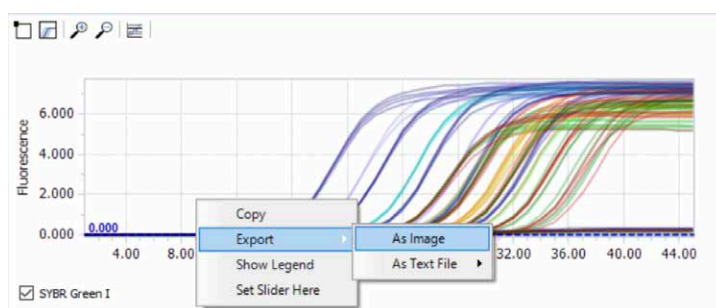 6.000
Fluorescence
4.000
2.000
0.000
0.000
4.00 8.00 32.00 36.00 40.00 44.00
Copy
Export
Show Legend
Set Slider Here
As Image
As Text File
SYBR Green I